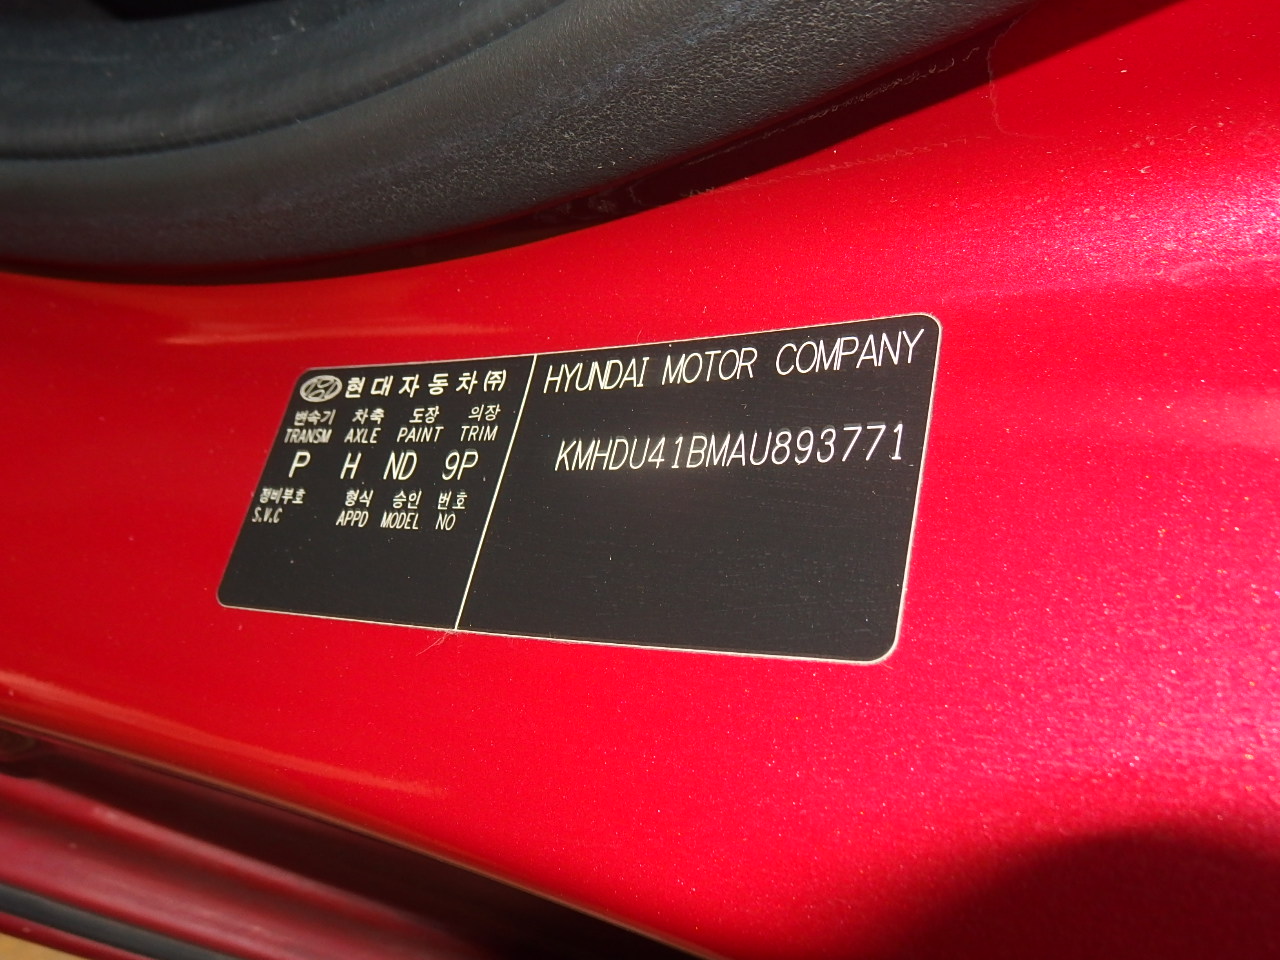 현대자동차(주)
변속기 차축 도장 의장
TRANSM AXLE PAINT TRIM
P H ND 9P
정비부호 형식 승인 번호
S.V.C APPD MODEL NO
HYUNDAI MOTOR COMPANY
KMHDU41BMAU893771